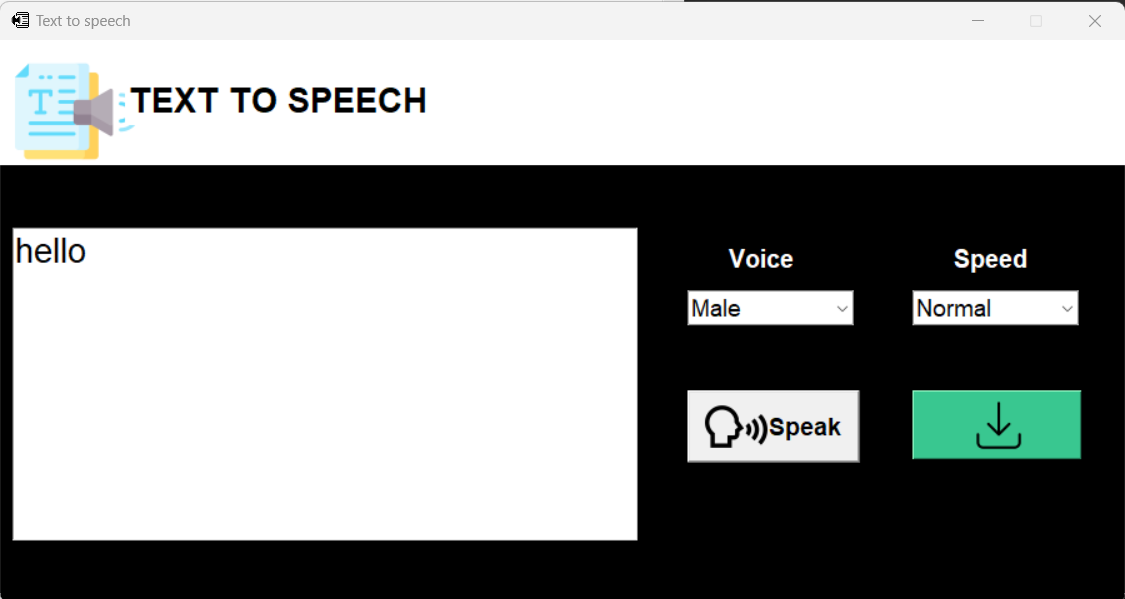 Text to speech
T
TEXT TO SPEECH
hello
Voice
Speed
Male
Normal
Speak